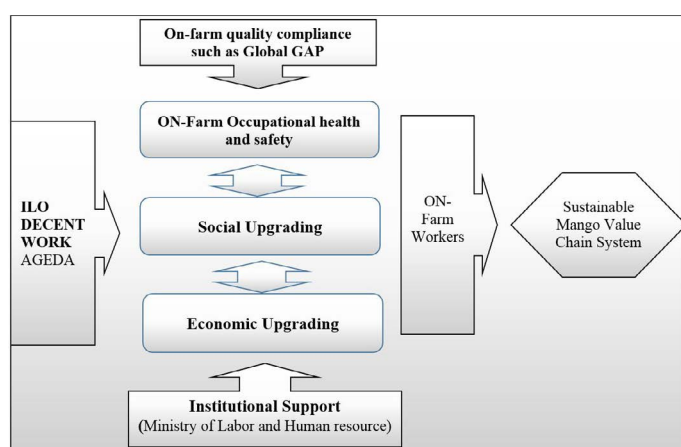 On-farm quality compliance
such as Global GAP
ON-Farm Occupational health
and safety
ILO
DECENT
WORK
AGEDA
Social Upgrading
Economic Upgrading
ON-
Farm
Workers
Sustainable
Mango Value
Chain System
Institutional Support
(Ministry of Labor and Human resource)